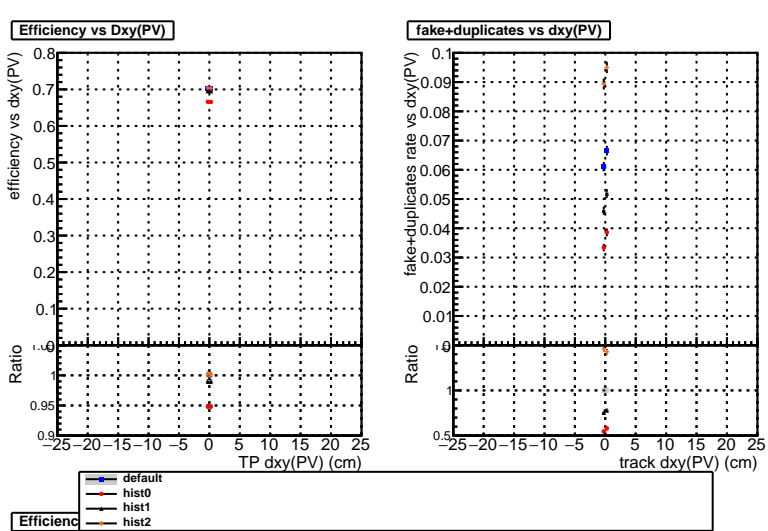 Efficiency vs Dxy(PV)
efficiency vs dxy(PV)
0.8
0.7
0.6
0.5
0.4
0.3
0.2
0.1
Ratio
1
0.95
0.9
−25 −20 −15 −10 −5 0 5 10 15 20 25
TP dxy(PV) (cm)
fake+duplicates vs dxy(PV)
fake+duplicates rate vs dxy(PV)
0.1
0.09
0.08
0.07
0.06
0.05
0.04
0.03
0.02
0.01
0
Ratio
1
0.5
−25 −20 −15 −10 −5 0 5 10 15 20 25
track dxy(PV) (cm)
default
hist0
hist1
hist2